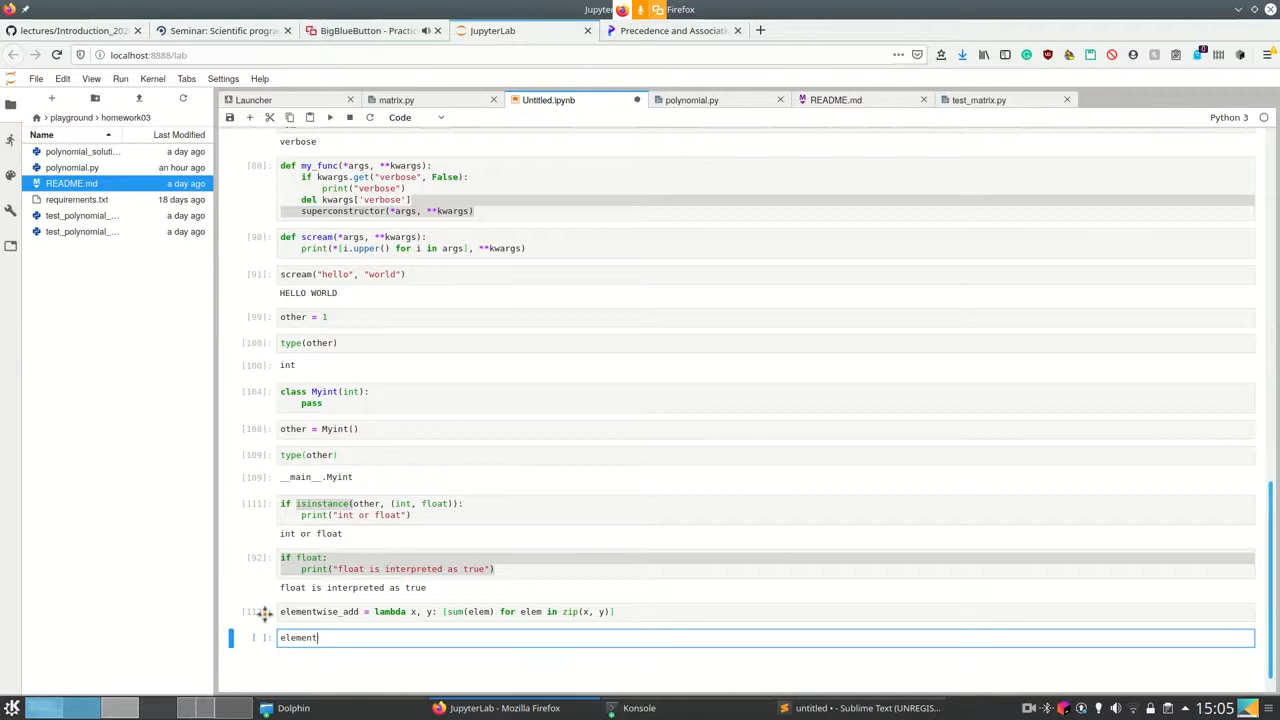 Jupyter Firefox
lectures/Introduction_202
Seminar: Scientific progra
BigBlueButton - Practic
JupyterLab
Precedence and Associati
localhost:8888/lab
File Edit View Run Kernel Tabs Settings Help
Launcher
matrix.py
Untitled.ipynb
polynomial.py
README.md
test_matrix.py
Code
Python 3
playground > homework03
Name Last Modified
polynomial_soluti... a day ago
polynomial.py an hour ago
README.md a day ago
requirements.txt 18 days ago
test_polynomial_... a day ago
test_polynomial_... a day ago
verbose
[80]: def my_func(*args, **kwargs):
if kwargs.get("verbose", False):
print("verbose")
del kwargs['verbose']
superconstructor(*args, **kwargs)
[90]: def scream(*args, **kwargs):
print(*[i.upper() for i in args], **kwargs)
[91]: scream("hello", "world")
HELLO WORLD
[99]: other = 1
[100]: type(other)
[100]: int
[104]: class Myint(int):
pass
[108]: other = Myint()
[109]: type(other)
[109]: __main__.Myint
[111]: if isinstance(other, (int, float)):
print("int or float")
int or float
[92]: if float:
print("float is interpreted as true")
float is interpreted as true
elementwise_add = lambda x, y: [sum(elem) for elem in zip(x, y)]
[ ]: element
Dolphin
JupyterLab - Mozilla Firefox
Konsole
untitled • - Sublime Text (UNREGIS...
15:05